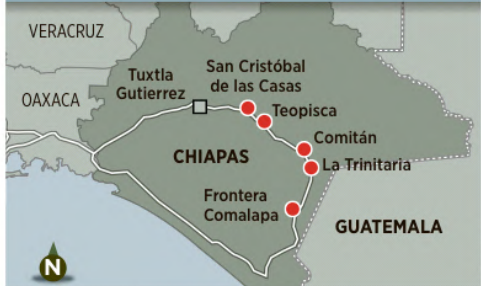 VERACRUZ
OAXACA
Tuxtla
Gutierrez
San Cristóbal
de las Casas
Teopisca
Comitán
La Trinitaria
CHIAPAS
Frontera
Comalapa
GUATEMALA
N